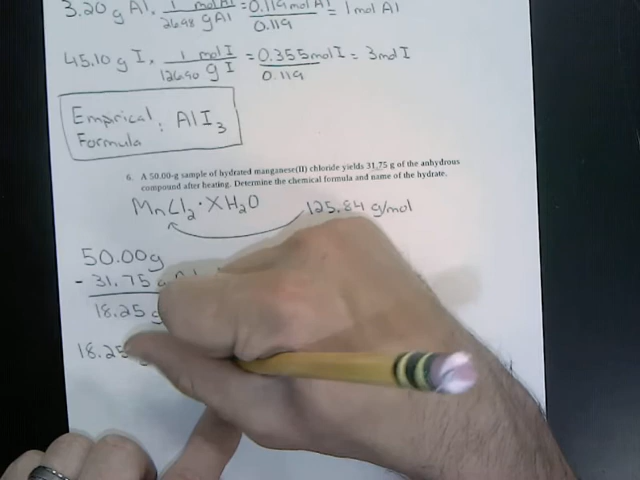 3.20 g Al · 1 mol Al / 26.98 g Al = 0.119 mol Al / 0.119 = 1 mol Al
45.10 g I · 1 mol I / 126.90 g I = 0.355 mol I / 0.119 = 3 mol I
Emprical Formula : AlI3
6. A 50.00-g sample of hydrated manganese(II) chloride yields 31.75 g of the anhydrous
compound after heating. Determine the chemical formula and name of the hydrate.
MnCl2 · XH2O 125.84 g/mol
50.00g
- 31.75 g
18.25 g
18.25